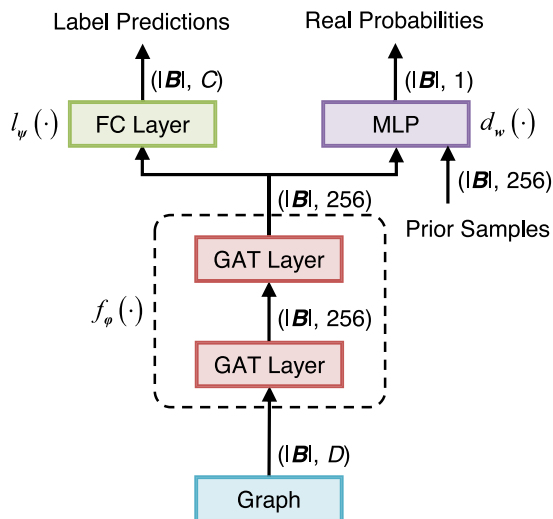 Label Predictions
Real Probabilities
(|B|, C)
(|B|, 1)
l_ψ(·)
FC Layer
MLP
d_w(·)
(|B|, 256)
(|B|, 256)
Prior Samples
GAT Layer
f_φ(·)
(|B|, 256)
GAT Layer
(|B|, D)
Graph